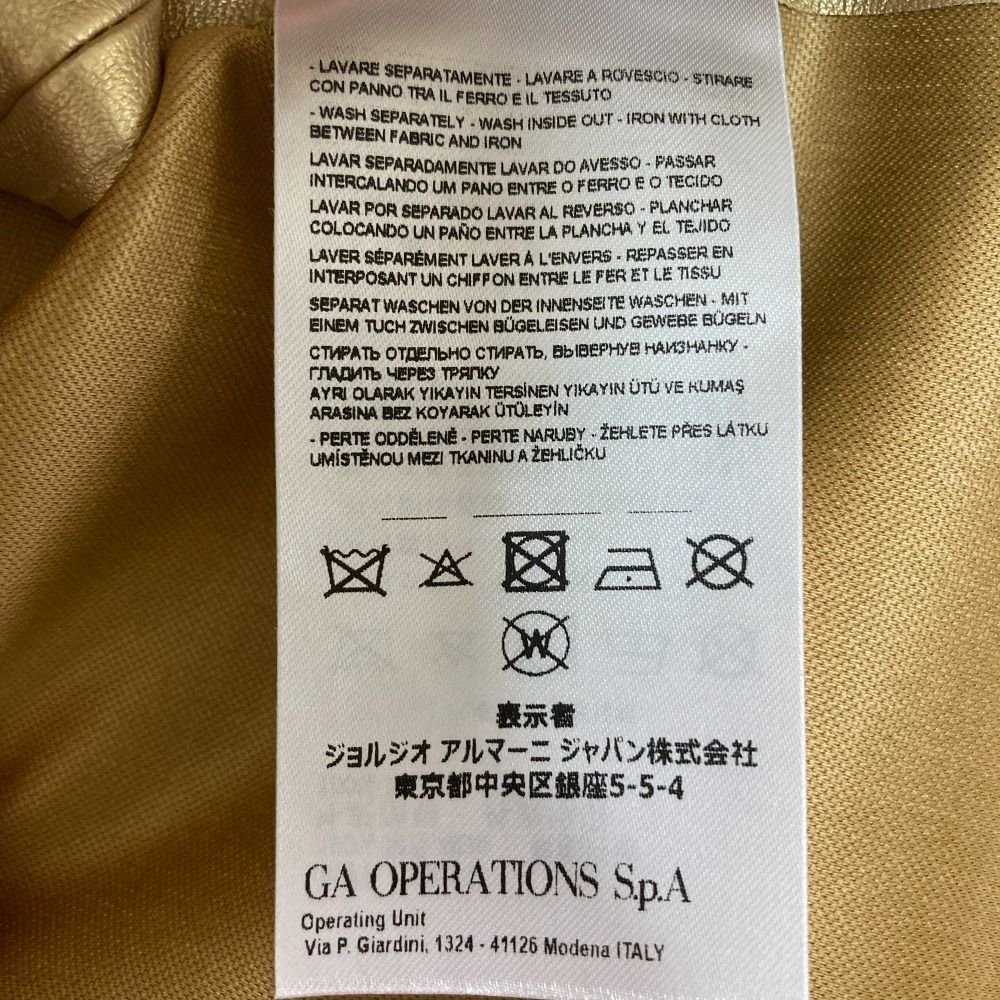 - LAVARE SEPARATAMENTE - LAVARE A ROVESCIO - STIRARE
CON PANNO TRA IL FERRO E IL TESSUTO
- WASH SEPARATELY - WASH INSIDE OUT - IRON WITH CLOTH
BETWEEN FABRIC AND IRON
LAVAR SEPARADAMENTE LAVAR DO AVESSO - PASSAR
INTERCALANDO UM PANO ENTRE O FERRO E O TECIDO
LAVAR POR SEPARADO LAVAR AL REVERSO - PLANCHAR
COLOCANDO UN PAÑO ENTRE LA PLANCHA Y EL TEJIDO
LAVER SÉPARÉMENT LAVER À L'ENVERS - REPASSER EN
INTERPOSANT UN CHIFFON ENTRE LE FER ET LE TISSU
SEPARAT WASCHEN VON DER INNENSEITE WASCHEN - MIT
EINEM TUCH ZWISCHEN BÜGELEISEN UND GEWEBE BÜGELN
СТИРАТЬ ОТДЕЛЬНО СТИРАТЬ, ВЫВЕРНУВ НАИЗНАНКУ -
ГЛАДИТЬ ЧЕРЕЗ ТРЯПКУ
AYRI OLARAK YIKAYIN TERSİNEN YIKAYIN ÜTÜ VE KUMAŞ
ARASINA BEZ KOYARAK ÜTÜLEYİN
- PERTE ODDĚLENĚ - PERTE NARUBY - ŽEHLETE PŘES LÁTKU
UMÍSTĚNOU MEZI TKANINU A ŽEHLIČKU
W
表示者
ジョルジオ アルマーニ ジャパン株式会社
東京都中央区銀座5-5-4
GA OPERATIONS S.p.A
Operating Unit
Via P. Giardini, 1324 - 41126 Modena ITALY